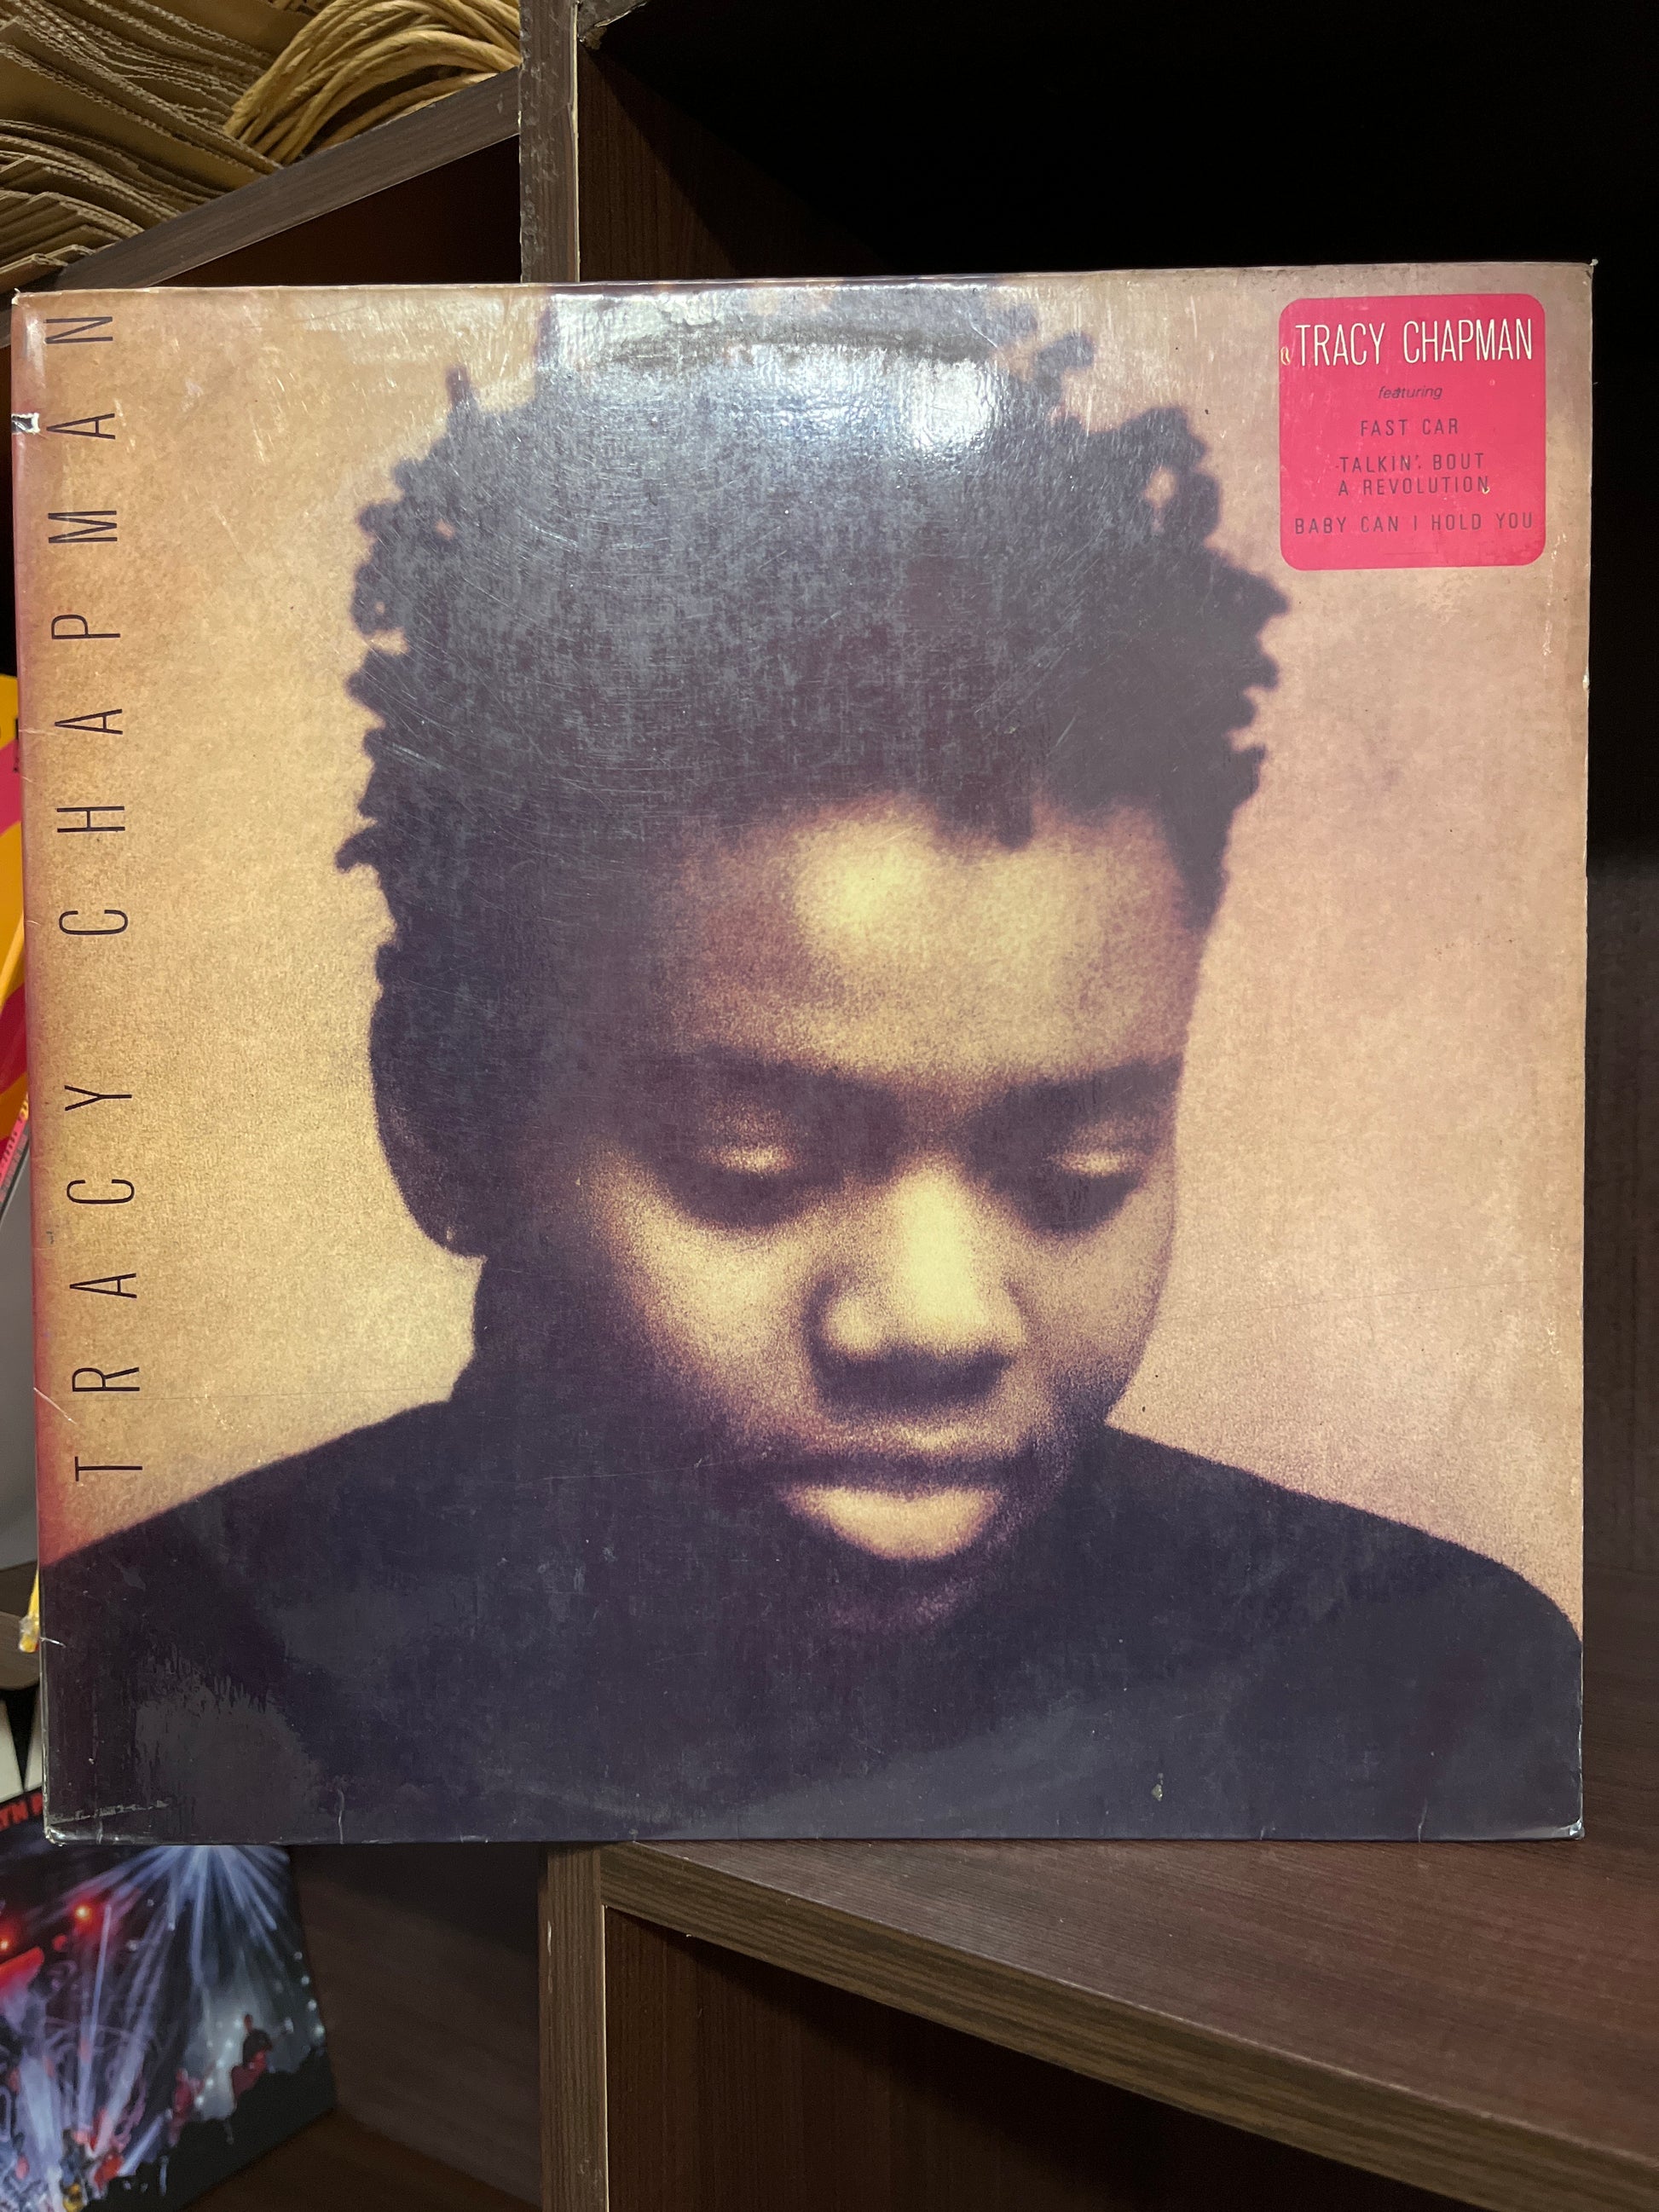 TRACY CHAPMAN
TRACY CHAPMAN
featuring
FAST CAR
TALKIN' BOUT
A REVOLUTION
BABY CAN I HOLD YOU